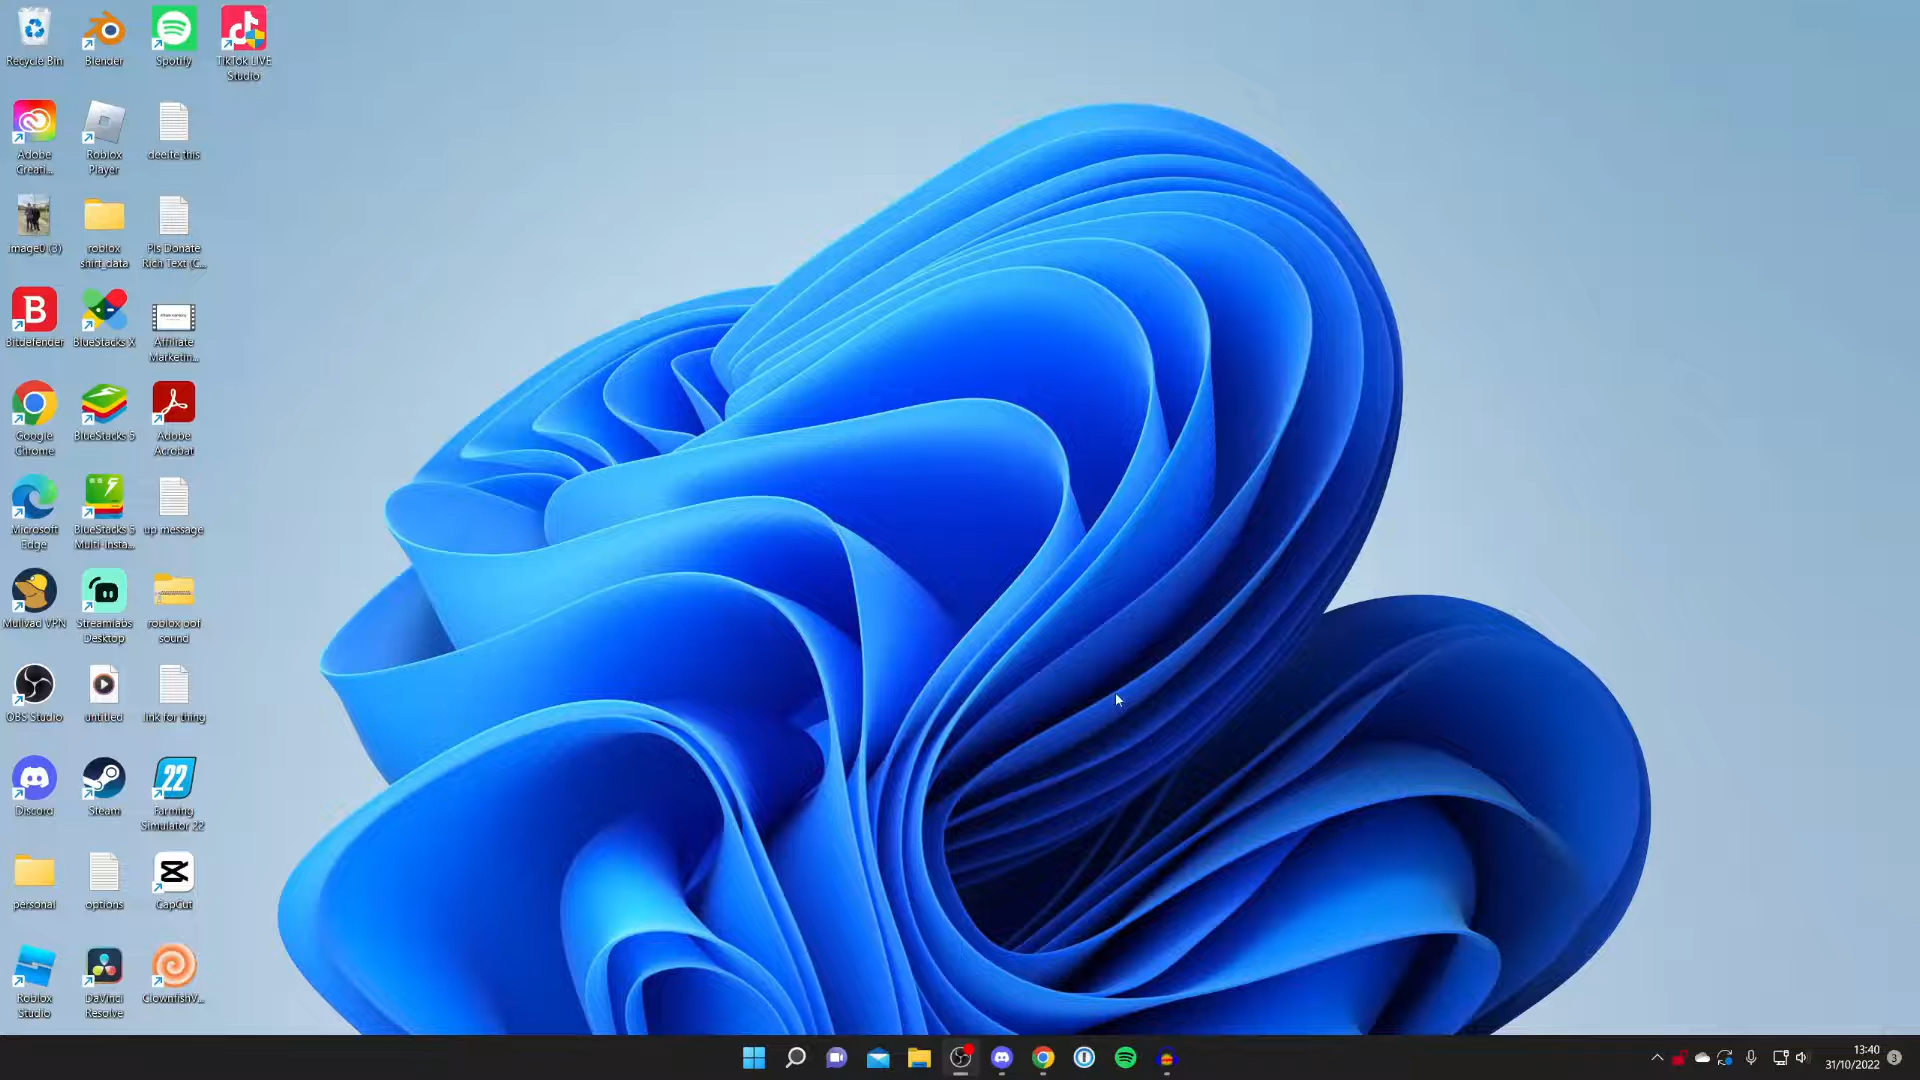 Recycle Bin
Blender
Spotify
TikTok LIVE
Studio
Adobe
Creati...
Roblox
Player
deelte this
image0 (3)
roblox
shirt_data
Pls Donate
Rich Text (C...
Bitdefender
BlueStacks X
Affiliate
Marketin...
Google
Chrome
BlueStacks 5
Adobe
Acrobat
Microsoft
Edge
BlueStacks 5
Multi-Insta...
up message
Mullvad VPN
Streamlabs
Desktop
roblox oof
sound
OBS Studio
untitled
link for thing
Discord
Steam
22
Farming
Simulator 22
personal
options
CapCut
Roblox
Studio
DaVinci
Resolve
ClownfishV...
13:40
31/10/2022
3